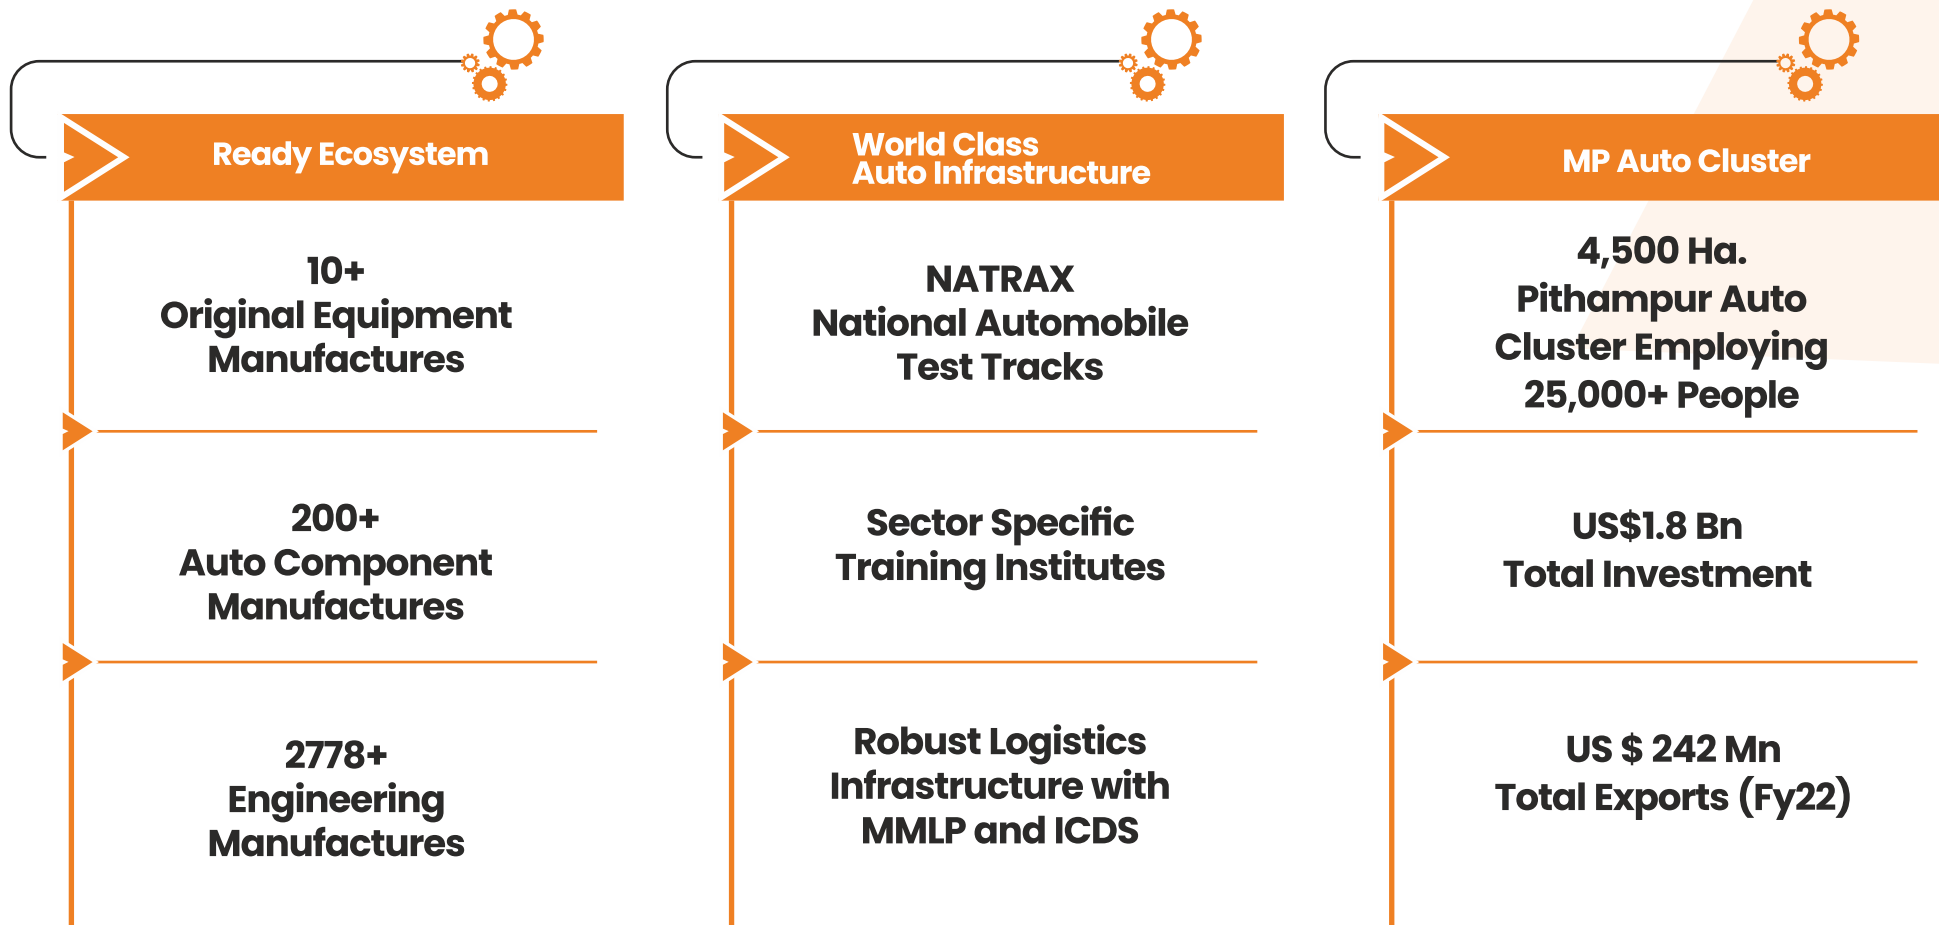 Ready Ecosystem
10+
Original Equipment
Manufactures
200+
Auto Component
Manufactures
2778+
Engineering
Manufactures
World Class
Auto Infrastructure
NATRAX
National Automobile
Test Tracks
Sector Specific
Training Institutes
Robust Logistics
Infrastructure with
MMLP and ICDS
MP Auto Cluster
4,500 Ha.
Pithampur Auto
Cluster Employing
25,000+ People
US$1.8 Bn
Total Investment
US $ 242 Mn
Total Exports (Fy22)